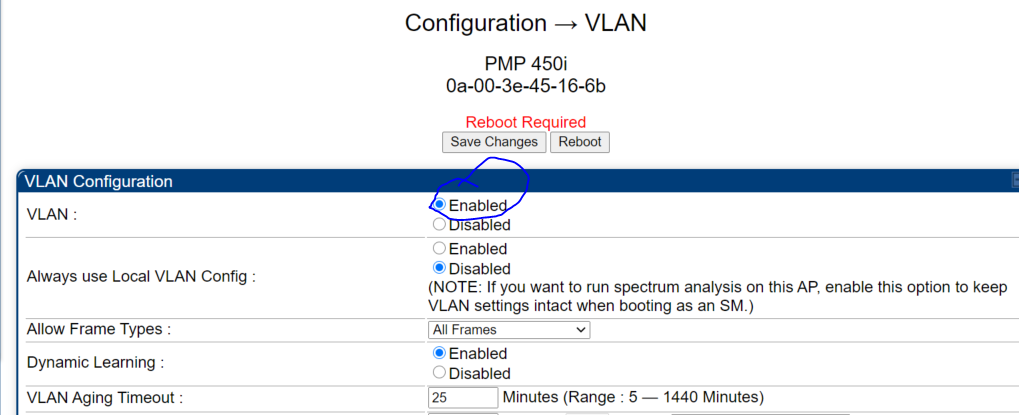 Configuration → VLAN
PMP 450i
0a-00-3e-45-16-6b
Reboot Required
Save Changes Reboot
VLAN Configuration
VLAN :
Enabled
Disabled
Always use Local VLAN Config :
Enabled
Disabled
(NOTE: If you want to run spectrum analysis on this AP, enable this option to keep
VLAN settings intact when booting as an SM.)
Allow Frame Types :
All Frames
Dynamic Learning :
Enabled
Disabled
VLAN Aging Timeout :
25 Minutes (Range : 5 — 1440 Minutes)